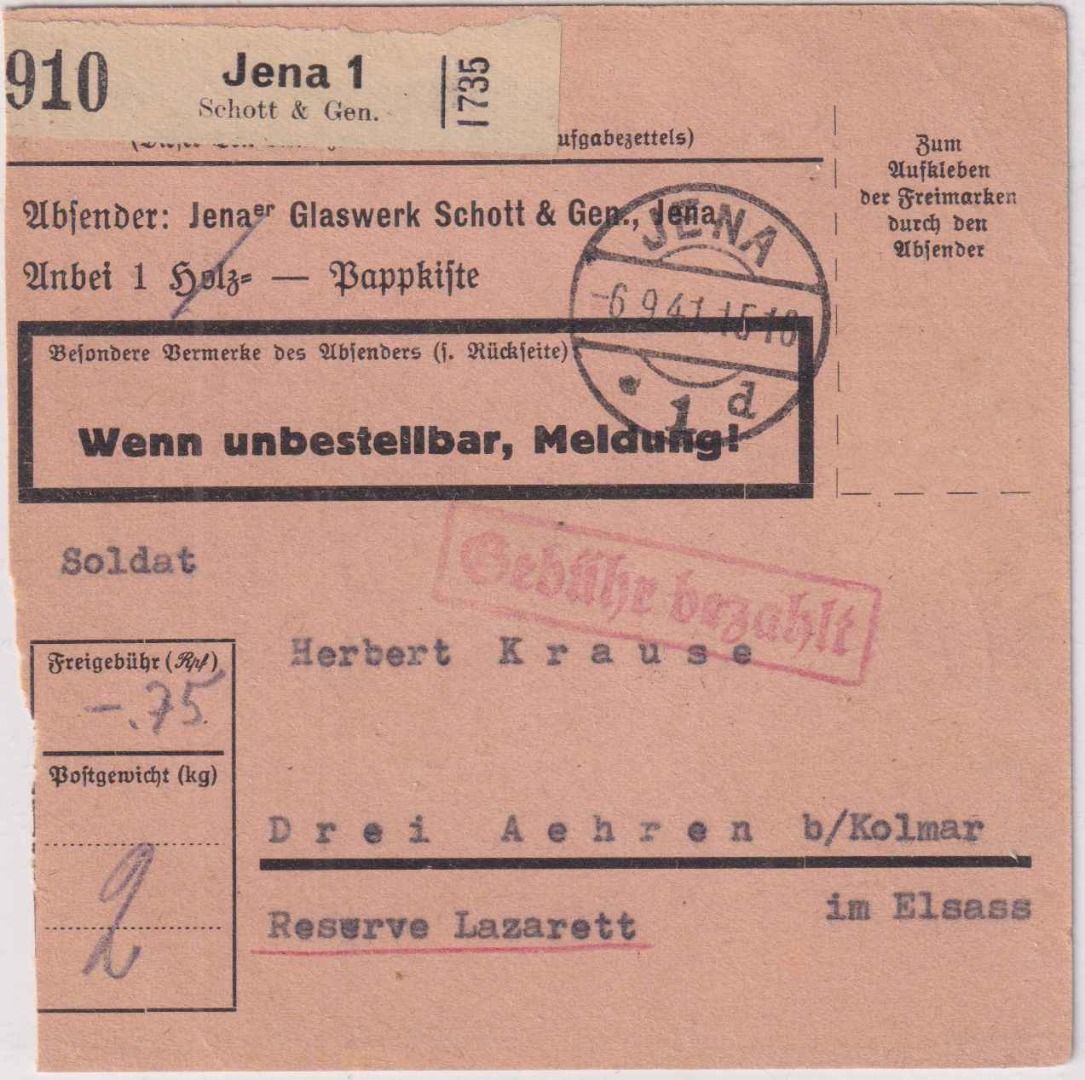 910
Jena 1
Schott & Gen.
1735
ufgabezettels)
Zum
Aufkleben
der Freimarken
durch den
Absender
Absender: Jenaer Glaswerk Schott & Gen., Jena
Anbei 1 Holz= — Pappkiste
JENA
-6.9.41 15-16
* 1 d
Besondere Vermerke des Absenders (s. Rückseite)
Wenn unbestellbar, Meldung!
Gebühr bezahlt
Soldat
Herbert Krause
Freigebühr (Rpf)
-.75
Postgewicht (kg)
2
Drei Aehren b/Kolmar
im Elsass
Reserve Lazarett